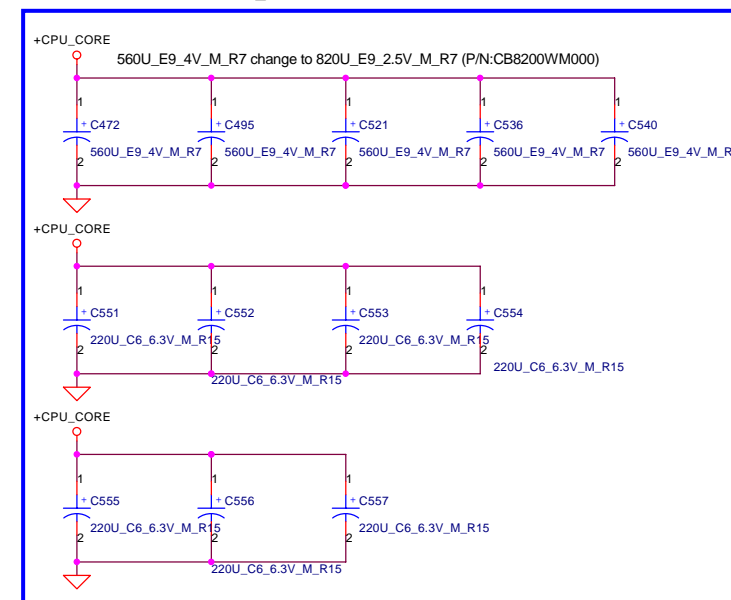 +CPU_CORE
560U_E9_4V_M_R7 change to 820U_E9_2.5V_M_R7 (P/N:CB8200WM000)
1 1 1 1 1
+ C472 + C495 + C521 + C536 + C540
560U_E9_4V_M_R7 560U_E9_4V_M_R7 560U_E9_4V_M_R7 560U_E9_4V_M_R7 560U_E9_4V_M_R
2 2 2 2 2
+CPU_CORE
1 1 1 1
+ C551 + C552 + C553 + C554
220U_C6_6.3V_M_R15 220U_C6_6.3V_M_R15
2 2 2 2
220U_C6_6.3V_M_R15
220U_C6_6.3V_M_R15
+CPU_CORE
1 1 1
+ C555 + C556 + C557
220U_C6_6.3V_M_R15 220U_C6_6.3V_M_R15
2 2 2
220U_C6_6.3V_M_R15